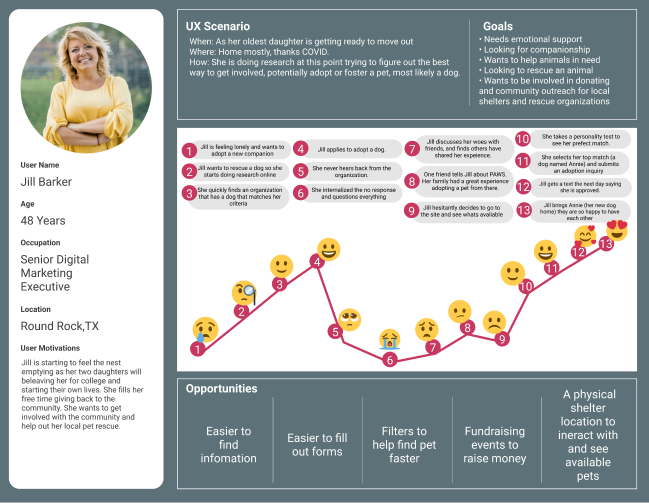 User Name
Jill Barker
Age
48 Years
Occupation
Senior Digital
Marketing
Executive
Location
Round Rock,TX
User Motivations
Jill is starting to feel the nest
emptying as her two daughters will
beleaving her for college and
starting their own lives. She fills her
free time giving back to the
community. She wants to get
involved with the community and
help out her local pet rescue.
UX Scenario
When: As her oldest daughter is getting ready to move out
Where: Home mostly, thanks COVID.
How: She is doing research at this point trying to figure out the best
way to get involved, potentially adopt or foster a pet, most likely a dog.
Goals
• Needs emotional support
• Looking for companionship
• Wants to help animals in need
• Looking to rescue an animal
• Wants to be involved in donating
and community outreach for local
shelters and rescue organizations
1 Jill is feeling lonely and wants to
adopt a new companion
2 Jill wants to rescue a dog so she
starts doing research online
3 She quickly finds an organization
that has a dog that matches her
criteria
4 Jill applies to adopt a dog.
5 She never hears back from the
organization.
6 She internalized the no response
and questions everything
7 Jill discusses her woes with
friends, and finds others have
shared her expeience.
8 One friend tells Jill about PAWS.
Her family had a great experience
adopting a pet from there.
9 Jill hesitantly decides to go to
the site and see whats avaliable
10 She takes a personality test to
see her prefect match.
11 She selects her top match (a
dog named Annie) and submits
an adoption inquiry
12 Jill gets a text the next day saying
she is approved.
13 Jill brings Annie (her new dog
home) they are so happy to have
each other
1
2
3
4
5
6
7
8
9
10
11
12
13
Opportunities
Easier to
find
infomation
Easier to fill
out forms
Filters to
help find pet
faster
Fundraising
events to
raise money
A physical
shelter
location to
ineract with
and see
available
pets